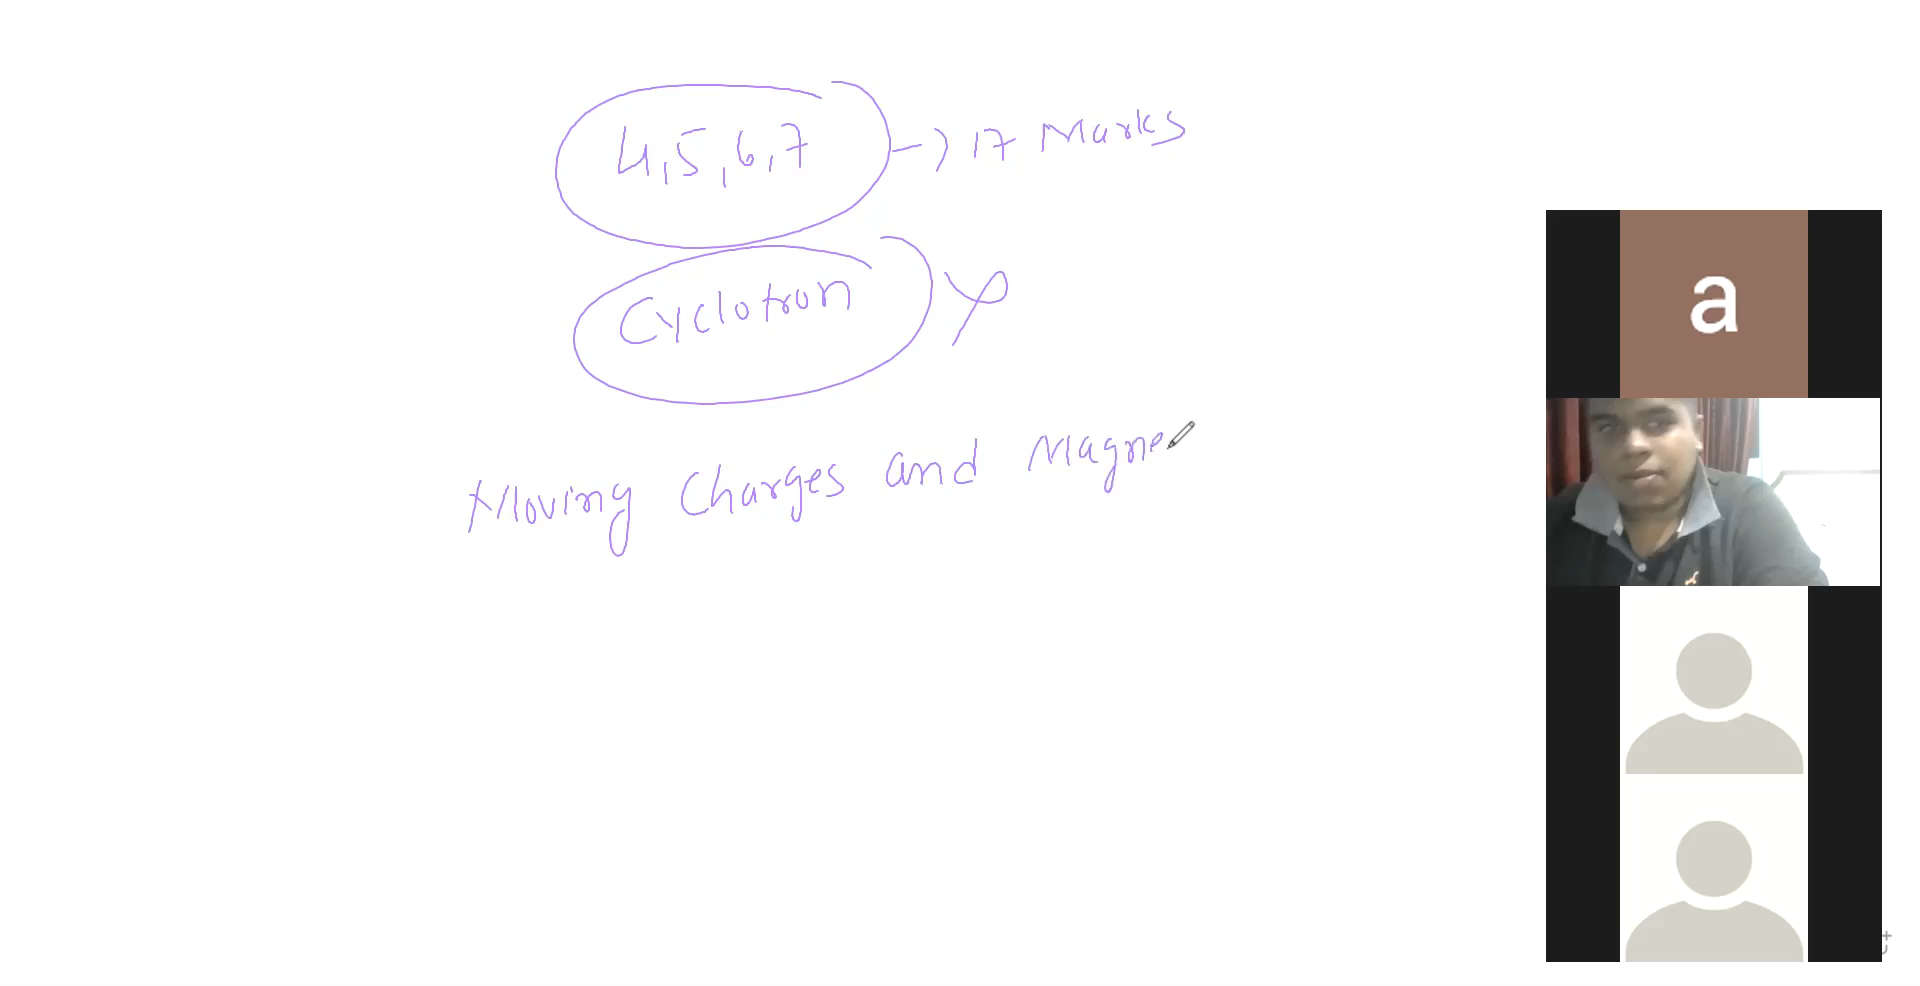 4,5,6,7 → 17 Marks
Cyclotron
Moving Charges and Magne
a